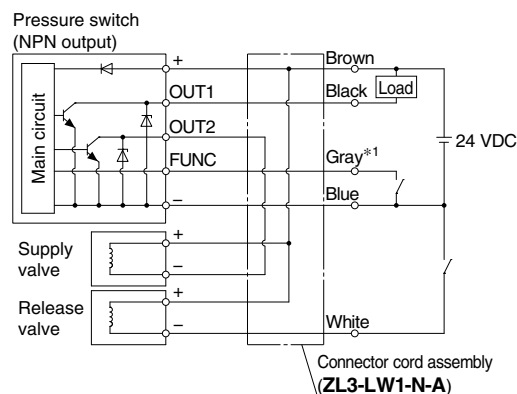 Pressure switch
(NPN output)
Main circuit
+
OUT1
OUT2
FUNC
−
Brown
Black
Load
Gray*1
Blue
24 VDC
Supply
valve
+
−
Release
valve
+
−
White
Connector cord assembly
(ZL3-LW1-N-A)